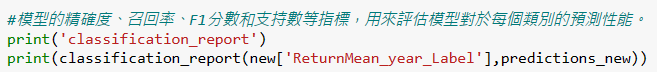 #模型的精確度、召回率、F1分數和支持數等指標，用來評估模型對於每個類別的預測性能。
print('classification_report')
print(classification_report(new['ReturnMean_year_Label'],predictions_new))